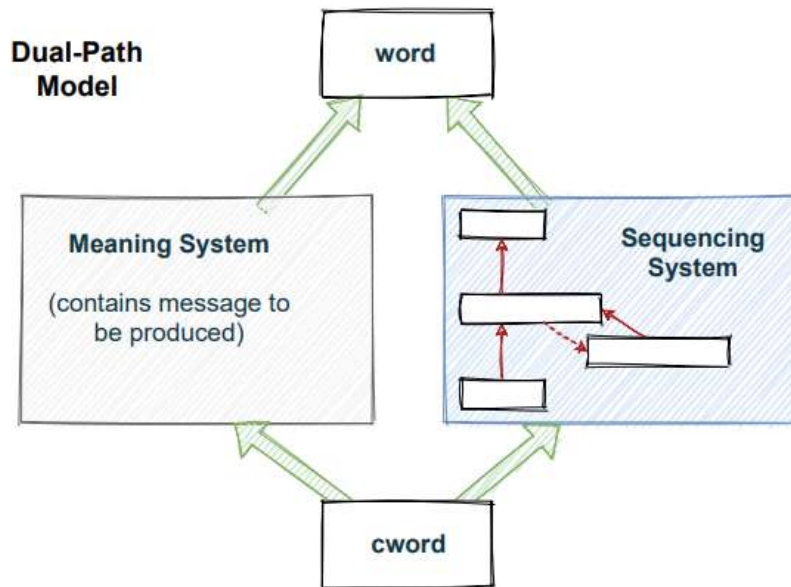 Dual-Path
Model
word
Meaning System
(contains message to
be produced)
Sequencing
System
cword